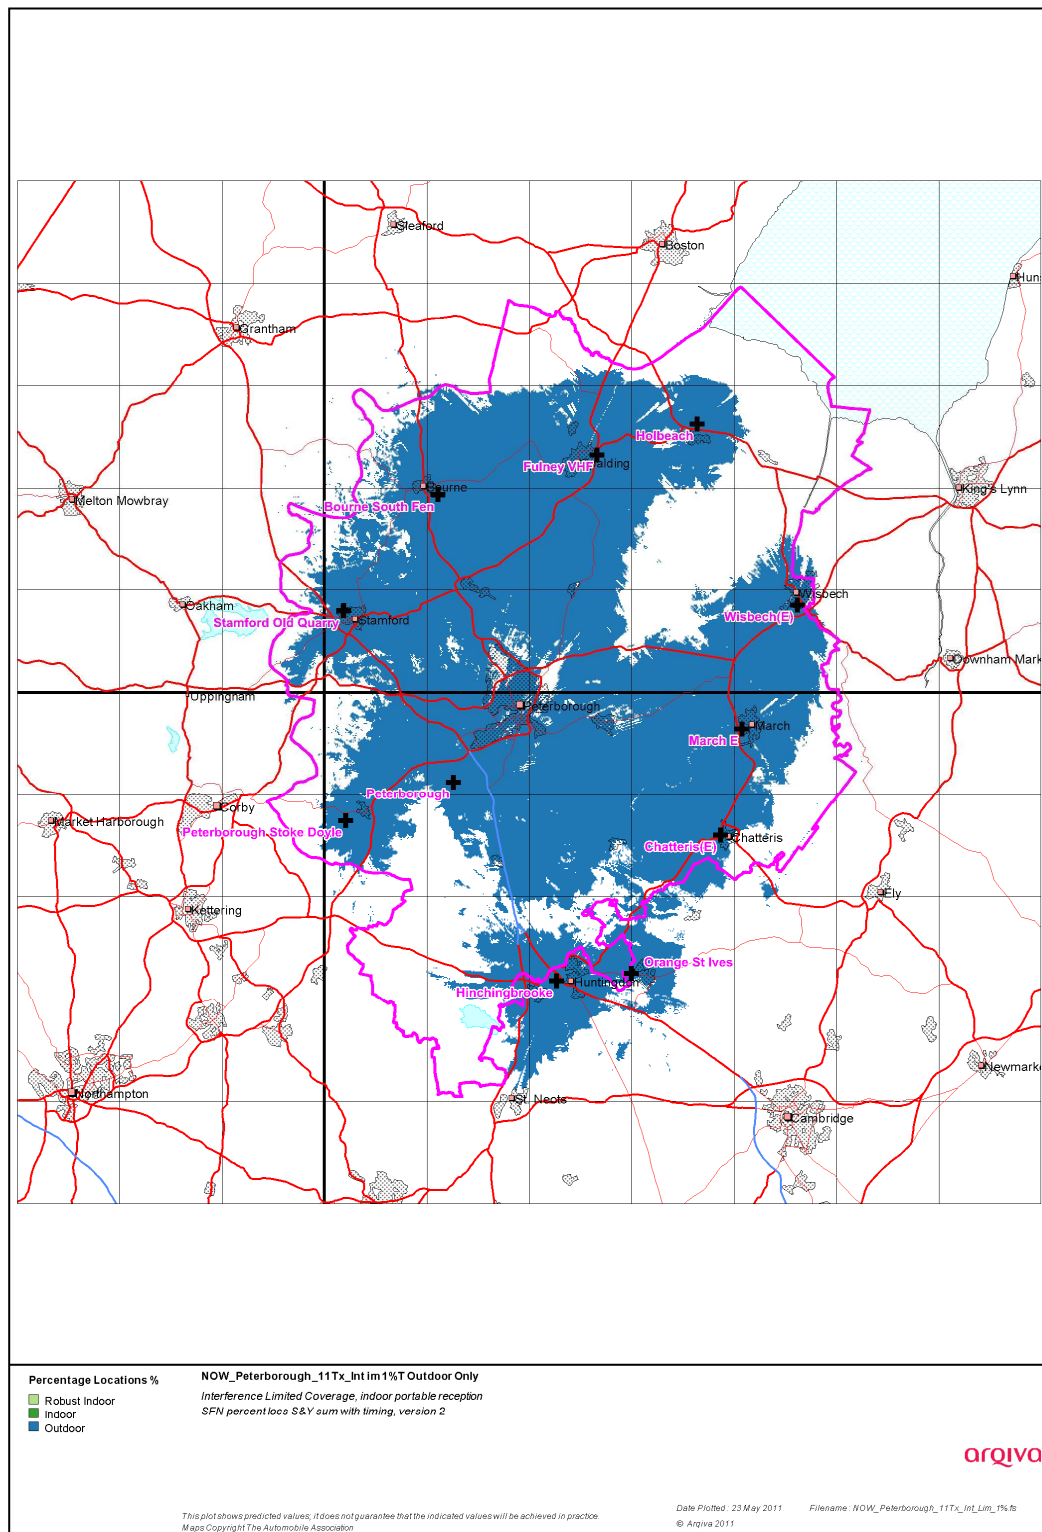 Sleaford
Boston
Huns
Grantham
Holbeach
Fulney VHF
alding
Bourne
Bourne South Fen
Melton Mowbray
King's Lynn
Oakham
Stamford Old Quarry
Stamford
Wisbech
Wisbech(E)
Downham Mark
Uppingham
Peterborough
March
March E
Peterborough
Corby
Market Harborough
Peterborough Stoke Doyle
Chatteris
Chatteris(E)
Ely
Kettering
Orange St Ives
Huntingdon
Hinchingbrooke
Newmark
Northampton
St. Neots
Cambridge
Percentage Locations %
Robust Indoor
Indoor
Outdoor
NOW_Peterborough_11Tx_Int im 1%T Outdoor Only
Interference Limited Coverage, indoor portable reception
SFN percent locs S&Y sum with timing, version 2
arqiva
Date Plotted : 23 May 2011 Filename : NOW_Peterborough_11Tx_Int_Lim_1%.fs
© Arqiva 2011
This plot shows predicted values; it does not guarantee that the indicated values will be achieved in practice.
Maps Copyright The Automobile Association